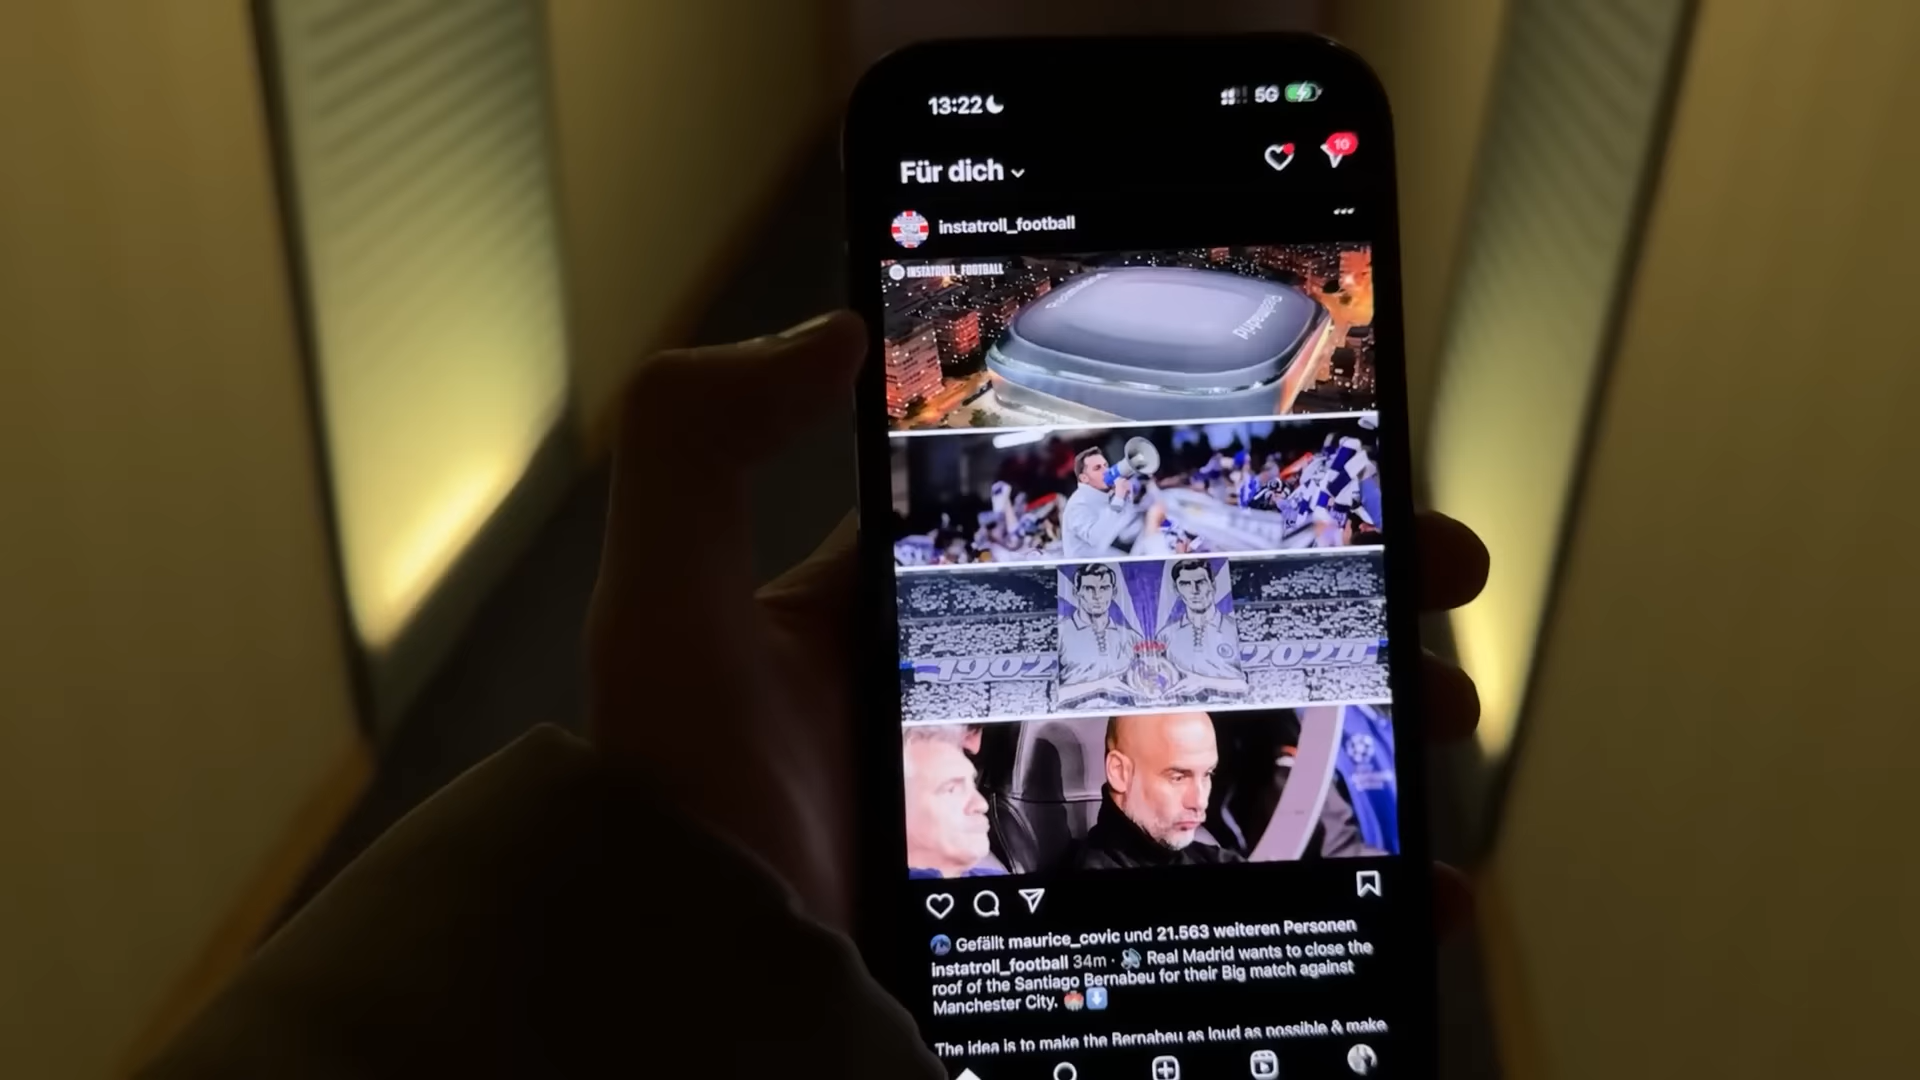 13:22
5G
Für dich
10
instatroll_football
INSTATROLL_FOOTBALL
1902
2024
Gefällt maurice_covic und 21.563 weiteren Personen
instatroll_football 34m · Real Madrid wants to close the
roof of the Santiago Bernabeu for their Big match against
Manchester City.
The idea is to make the Bernabeu as loud as possible & make